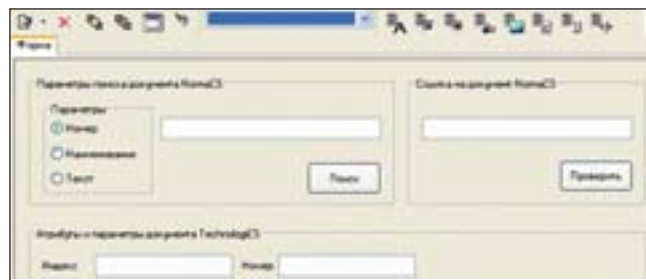 Форма
Параметры поиска документа NormaCS
Ссылка на документ NormaCS
Параметры
Номер
Наименование
Текст
Поиск
Проверить
Атрибуты и параметры документа TechnologiCS
Индекс
Номер